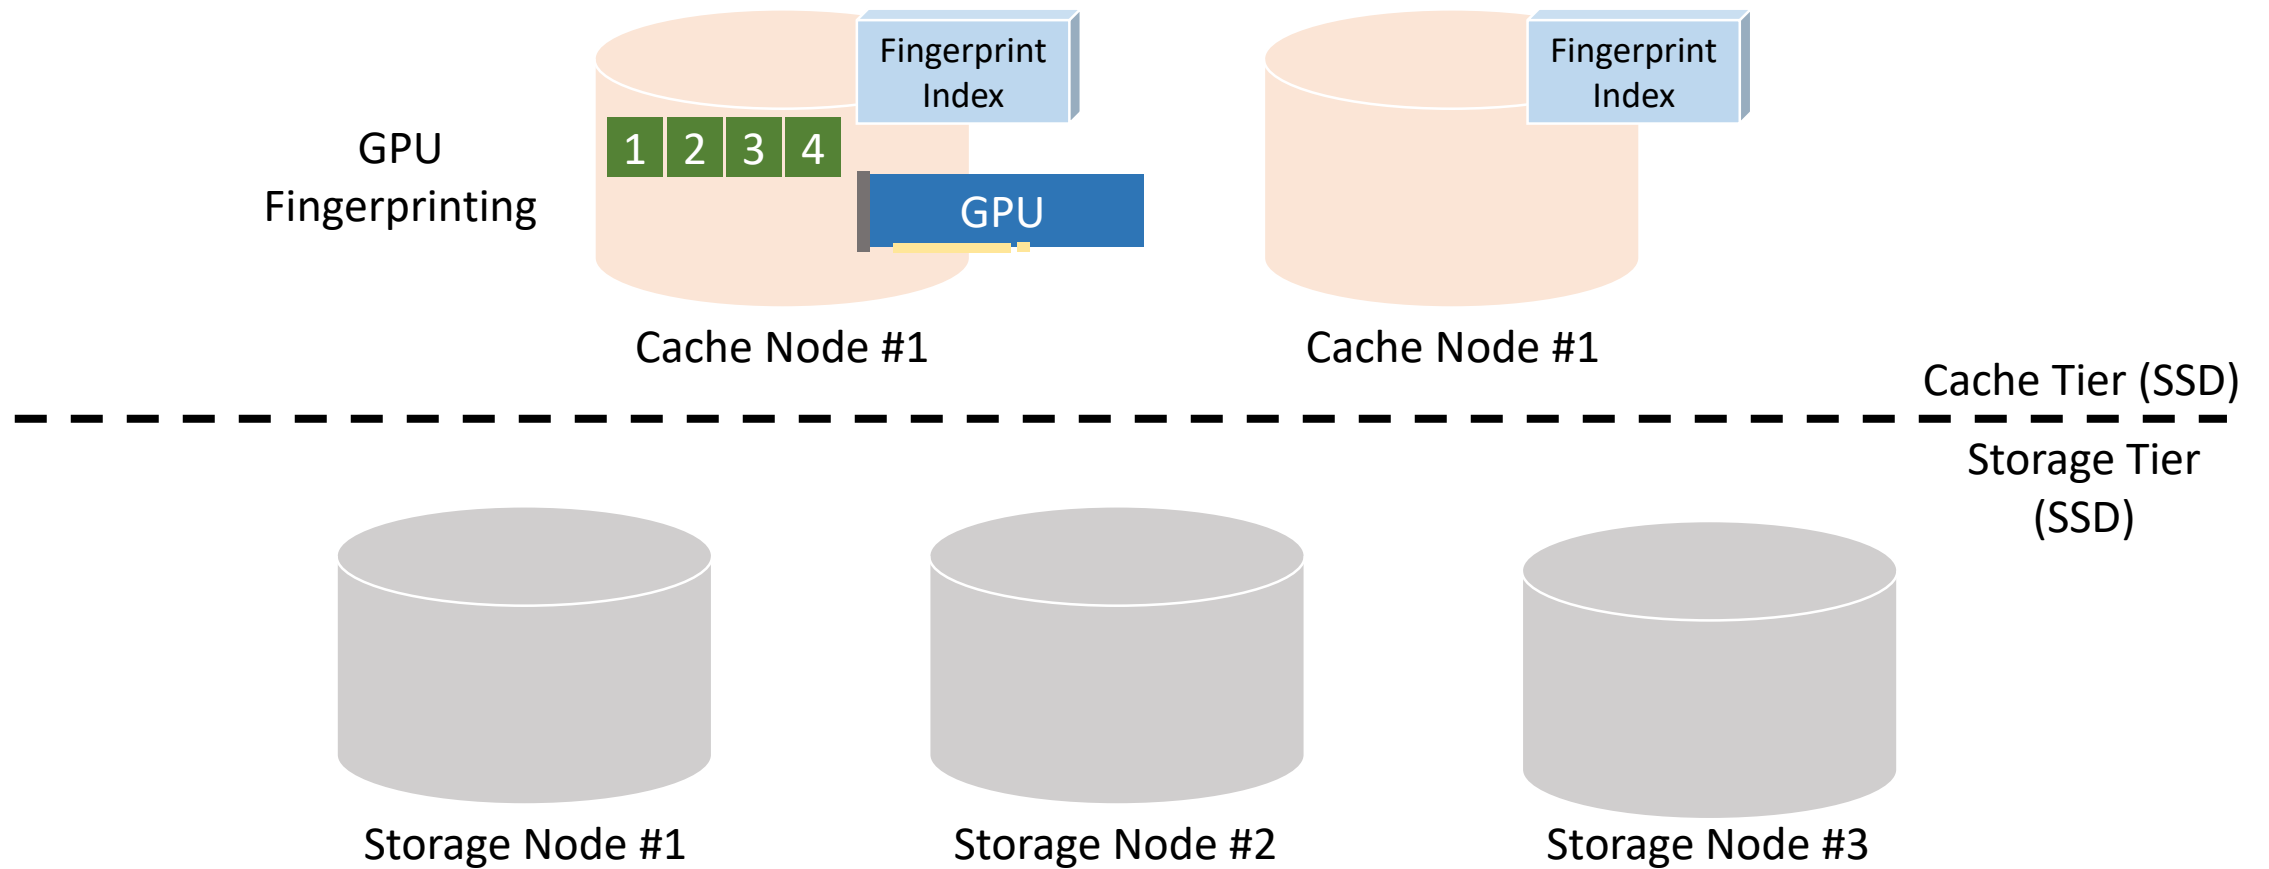 Fingerprint
Index
Fingerprint
Index
GPU
Fingerprinting
1 2 3 4
GPU
Cache Node #1
Cache Node #1
Cache Tier (SSD)
Storage Tier
(SSD)
Storage Node #1
Storage Node #2
Storage Node #3